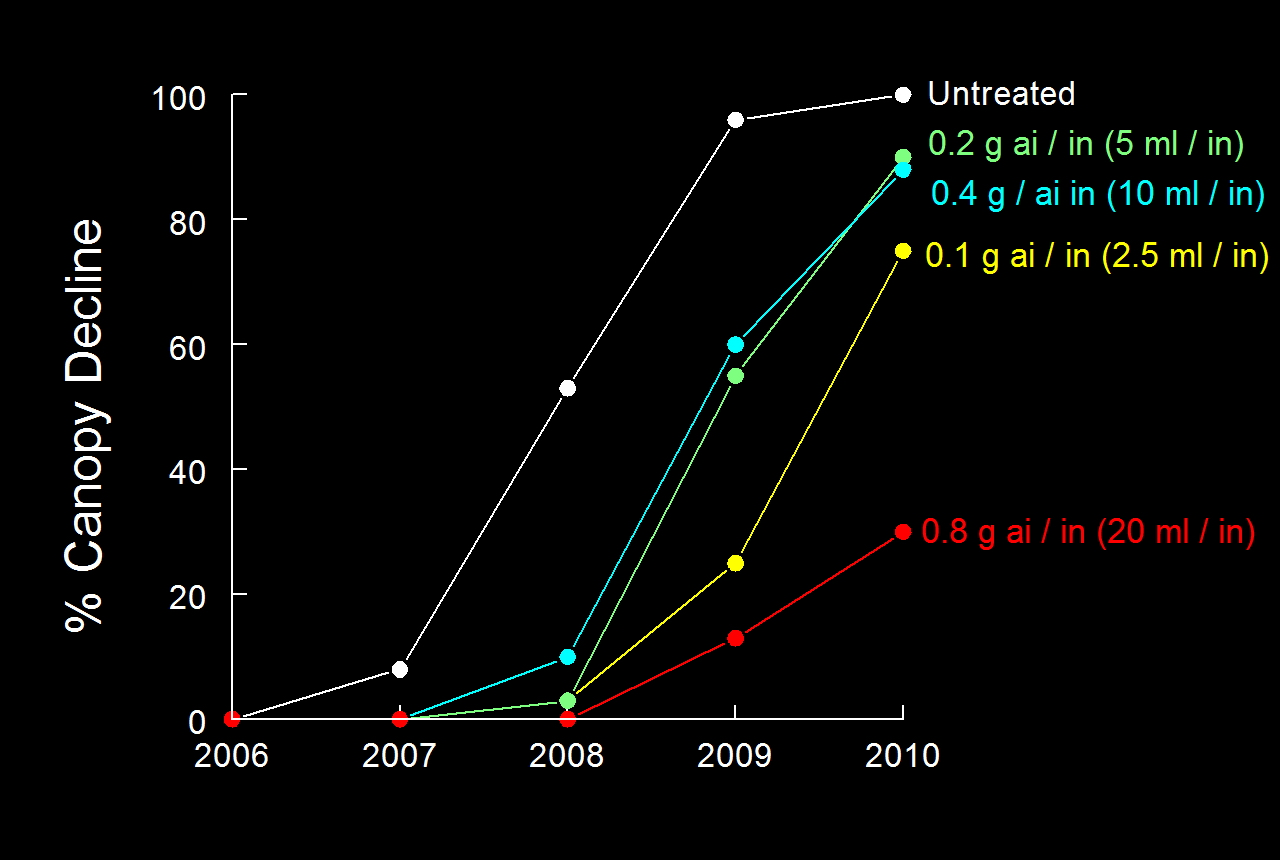 100
80
60
40
20
0
% Canopy Decline
2006 2007 2008 2009 2010
Untreated
0.2 g ai / in (5 ml / in)
0.4 g / ai in (10 ml / in)
0.1 g ai / in (2.5 ml / in)
0.8 g ai / in (20 ml / in)